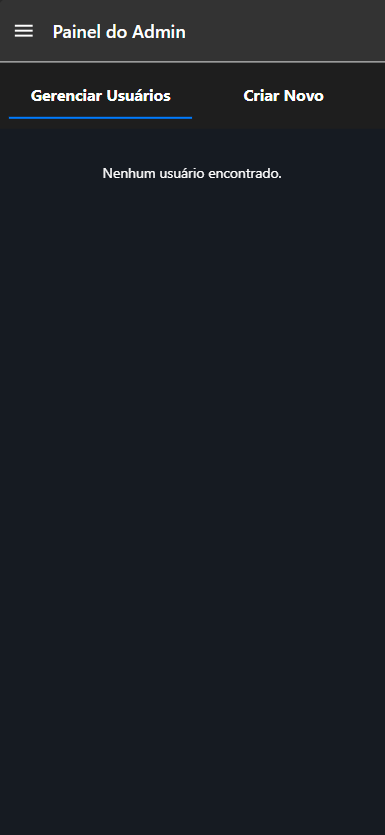 Painel do Admin
Gerenciar Usuários Criar Novo
Nenhum usuário encontrado.